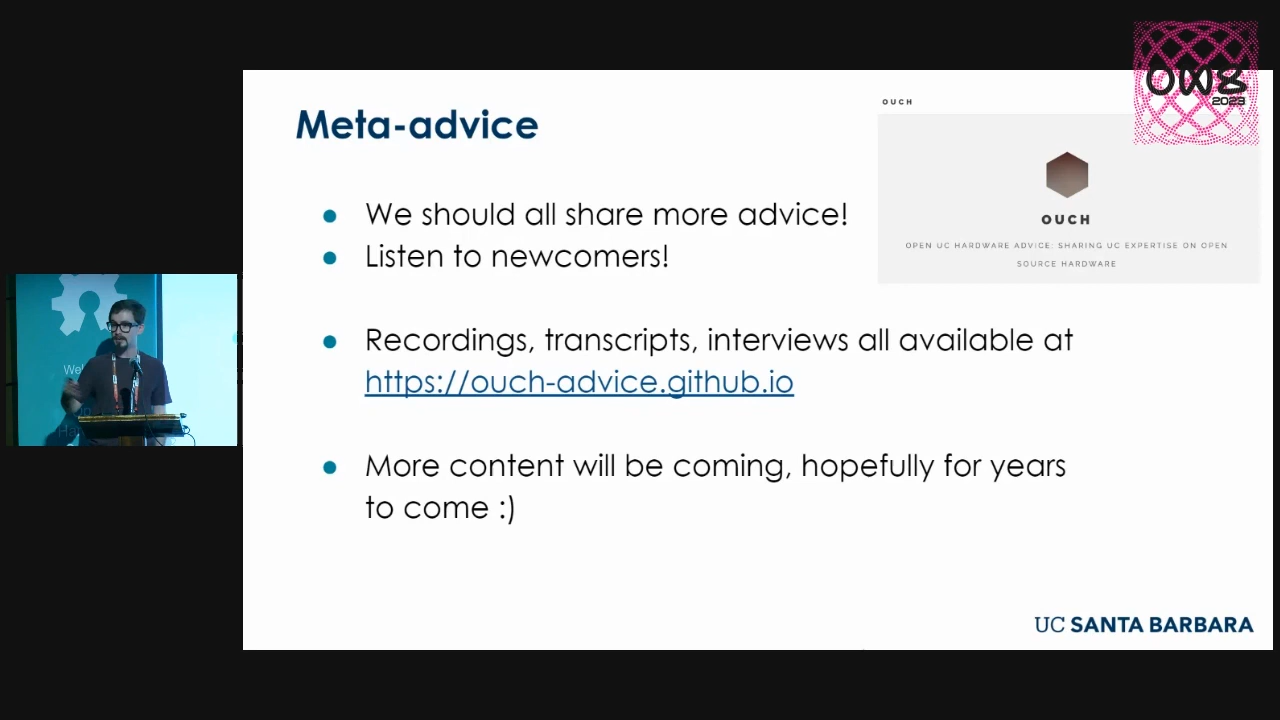 OW8
2023
Meta-advice
OUCH
OUCH
OPEN UC HARDWARE ADVICE: SHARING UC EXPERTISE ON OPEN
SOURCE HARDWARE
● We should all share more advice!
● Listen to newcomers!
● Recordings, transcripts, interviews all available at
https://ouch-advice.github.io
● More content will be coming, hopefully for years
to come :)
UC SANTA BARBARA